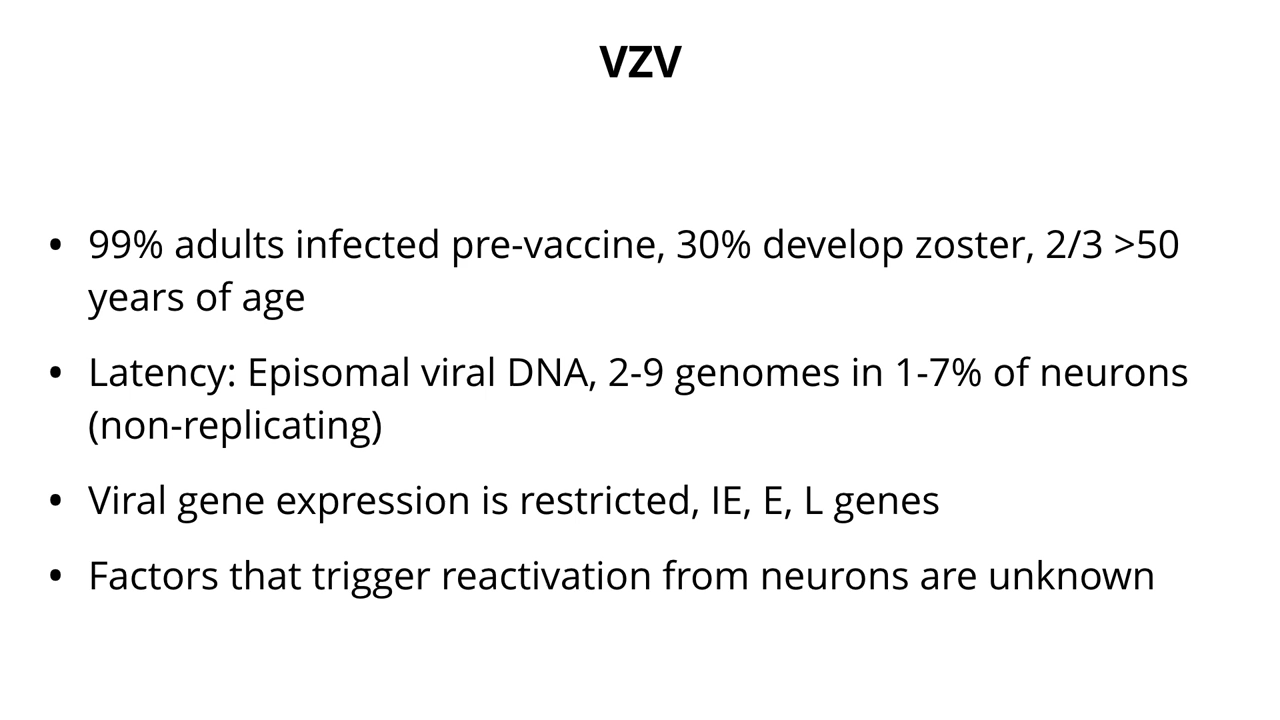 VZV
• 99% adults infected pre-vaccine, 30% develop zoster, 2/3 >50
years of age
• Latency: Episomal viral DNA, 2-9 genomes in 1-7% of neurons
(non-replicating)
• Viral gene expression is restricted, IE, E, L genes
• Factors that trigger reactivation from neurons are unknown